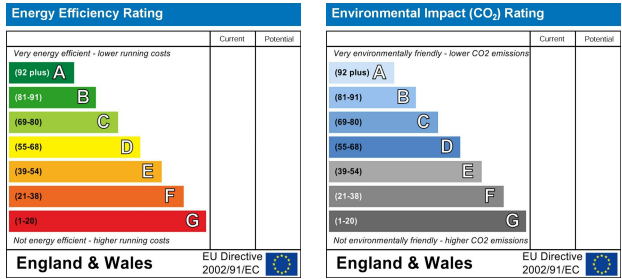 Energy Efficiency Rating
Current Potential
Very energy efficient - lower running costs
(92 plus) A
(81-91) B
(69-80) C
(55-68) D
(39-54) E
(21-38) F
(1-20) G
Not energy efficient - higher running costs
England & Wales
EU Directive
2002/91/EC
Environmental Impact (CO₂) Rating
Current Potential
Very environmentally friendly - lower CO2 emissions
(92 plus) A
(81-91) B
(69-80) C
(55-68) D
(39-54) E
(21-38) F
(1-20) G
Not environmentally friendly - higher CO2 emissions
England & Wales
EU Directive
2002/91/EC